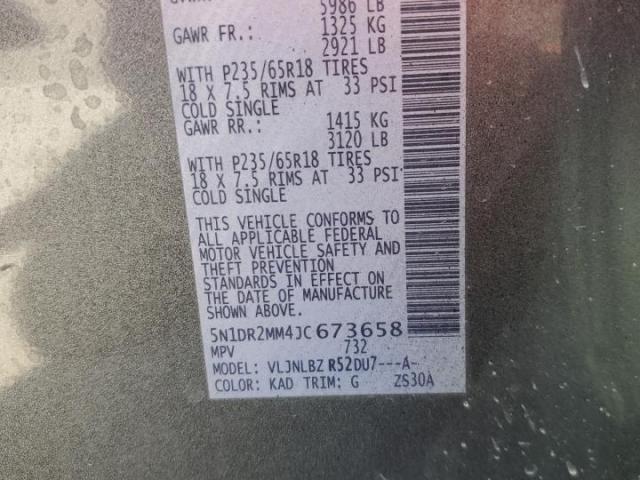 5986 LB
GAWR FR.: 1325 KG
2921 LB
WITH P235/65R18 TIRES
18 X 7.5 RIMS AT 33 PSI
COLD SINGLE
GAWR RR.: 1415 KG
3120 LB
WITH P235/65R18 TIRES
18 X 7.5 RIMS AT 33 PSI
COLD SINGLE
THIS VEHICLE CONFORMS TO
ALL APPLICABLE FEDERAL
MOTOR VEHICLE SAFETY AND
THEFT PREVENTION
STANDARDS IN EFFECT ON
THE DATE OF MANUFACTURE
SHOWN ABOVE.
5N1DR2MM4JC673658
MPV 732
MODEL: VLJNLBZ R52DU7---A-
COLOR: KAD TRIM: G ZS30A